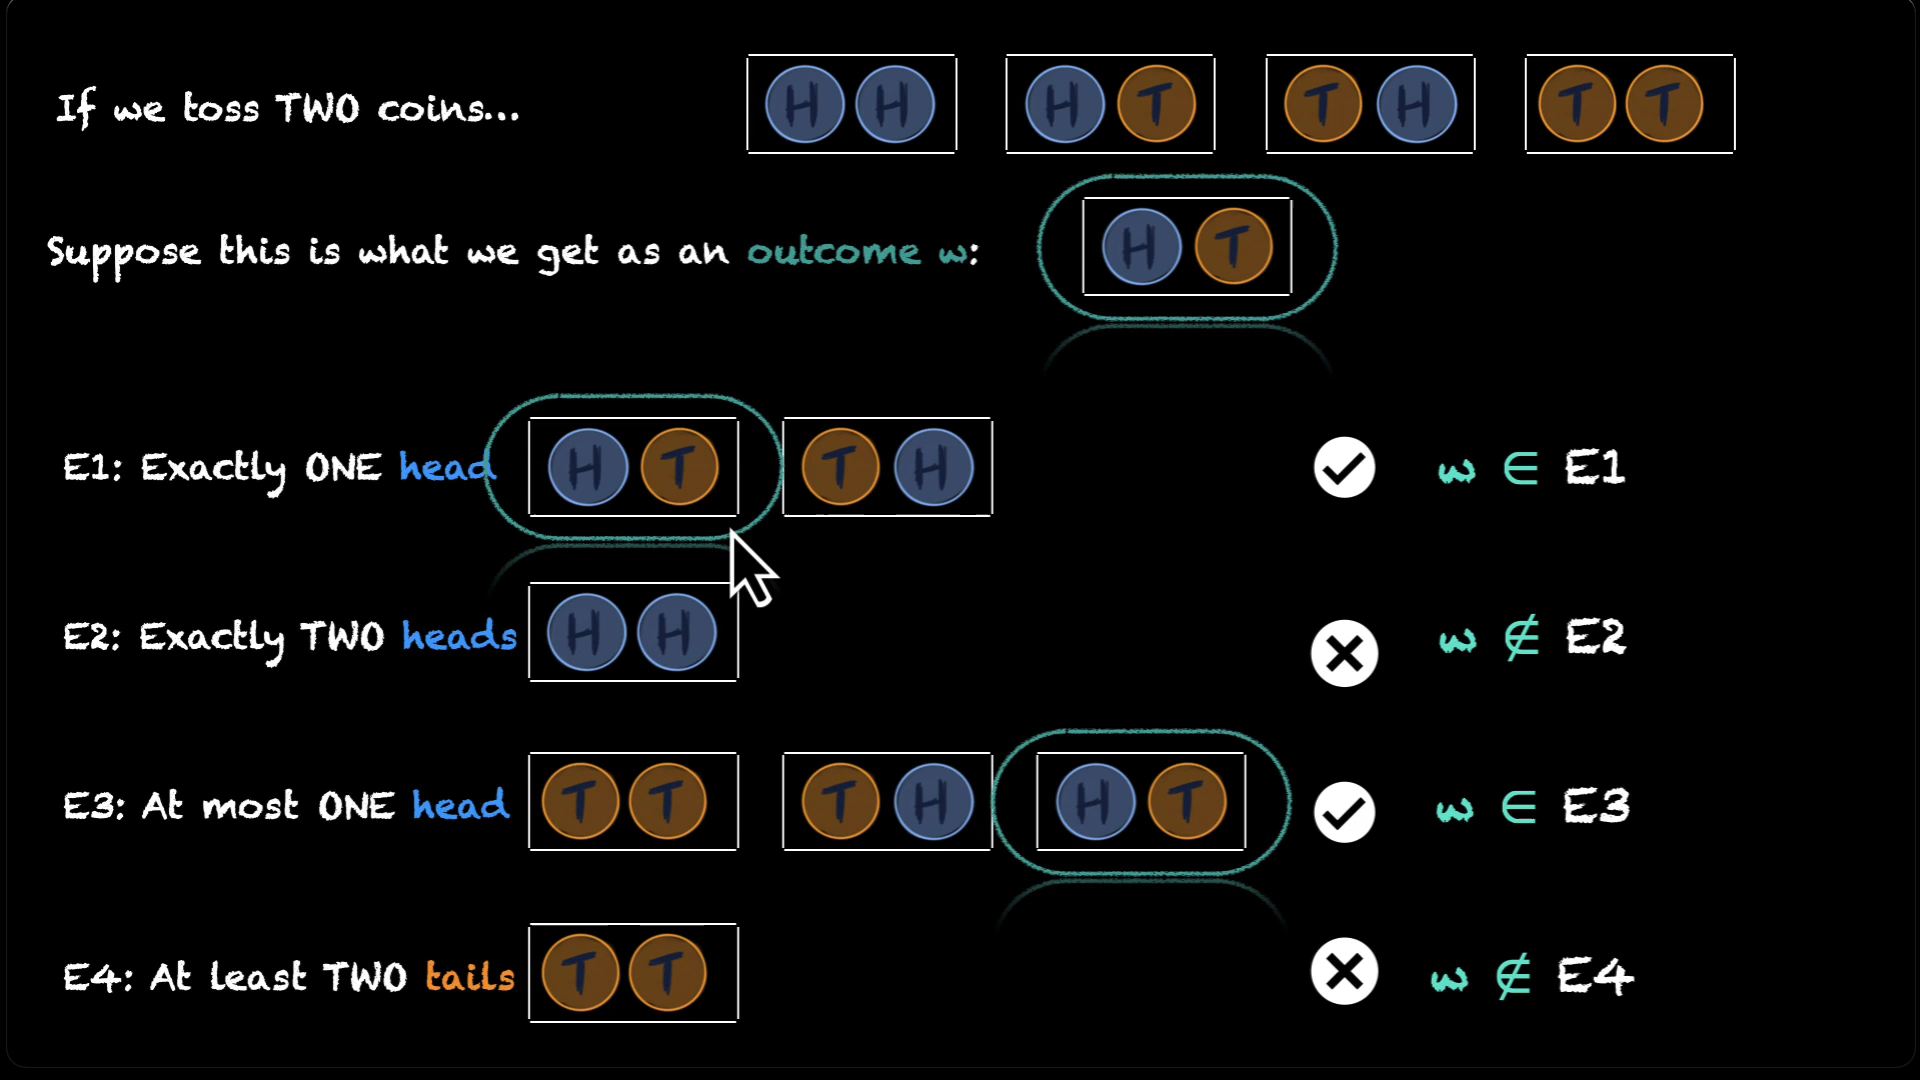 If we toss TWO coins... H H H T T H T T
Suppose this is what we get as an outcome ω: H T
E1: Exactly ONE head H T T H ω ∈ E1
E2: Exactly TWO heads H H ω ∉ E2
E3: At most ONE head T T T H H T ω ∈ E3
E4: At least TWO tails T T ω ∉ E4